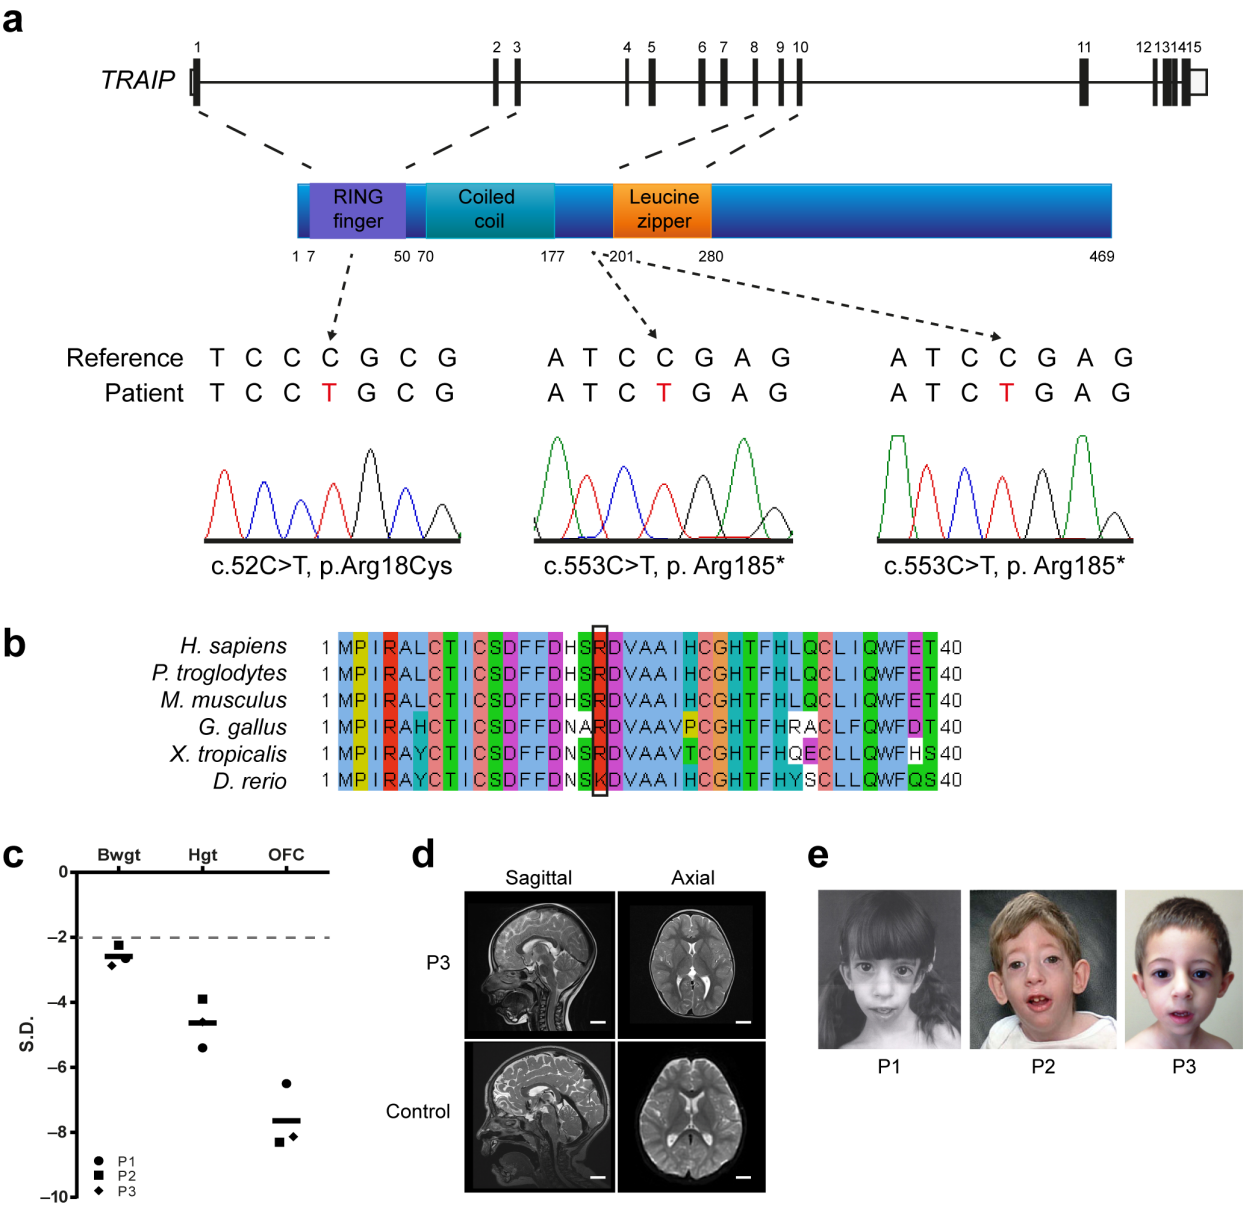 a
1 2 3 4 5 6 7 8 9 10 11 12 13 14 15
TRAIP
RING finger
Coiled coil
Leucine zipper
1 7 50 70 177 201 280 469
Reference T C C C G C G A T C C G A G A T C C G A G
Patient T C C T G C G A T C T G A G A T C T G A G
c.52C>T, p.Arg18Cys c.553C>T, p. Arg185* c.553C>T, p. Arg185*
b
H. sapiens 1 MPIRALCTICSDFFDHSRDVAAIHCGHTFHLQCLIQWFET 40
P. troglodytes 1 MPIRALCTICSDFFDHSRDVAAIHCGHTFHLQCLIQWFET 40
M. musculus 1 MPIRALCTICSDFFDHSRDVAAIHCGHTFHLQCLIQWFET 40
G. gallus 1 MPIRAHCTICSDFFDNARDVAAVPCGHTFHRACLFQWFDT 40
X. tropicalis 1 MPIRAYCTICSDFFDNSRDVAAVTCGHTFHQECLLQWFHS 40
D. rerio 1 MPIRAYCTICSDFFDNSKDVAAIHCGHTFHYSCLLQWFQS 40
c
Bwgt Hgt OFC
0
–2
–4
–6
–8
–10
S.D.
P1
P2
P3
d
Sagittal Axial
P3
Control
e
P1 P2 P3